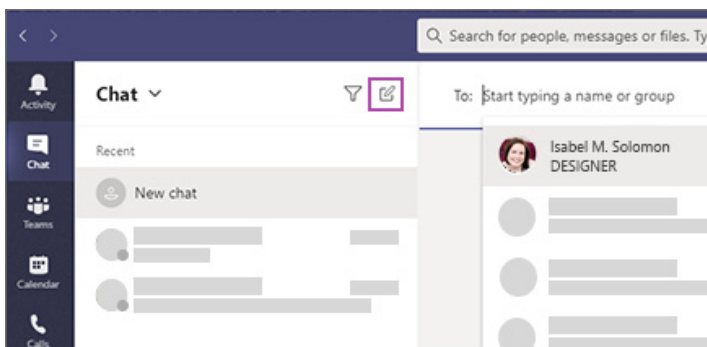 Search for people, messages or files. Ty
Activity
Chat
To: Start typing a name or group
Chat
Recent
New chat
Isabel M. Solomon
DESIGNER
Teams
Calendar
Calls